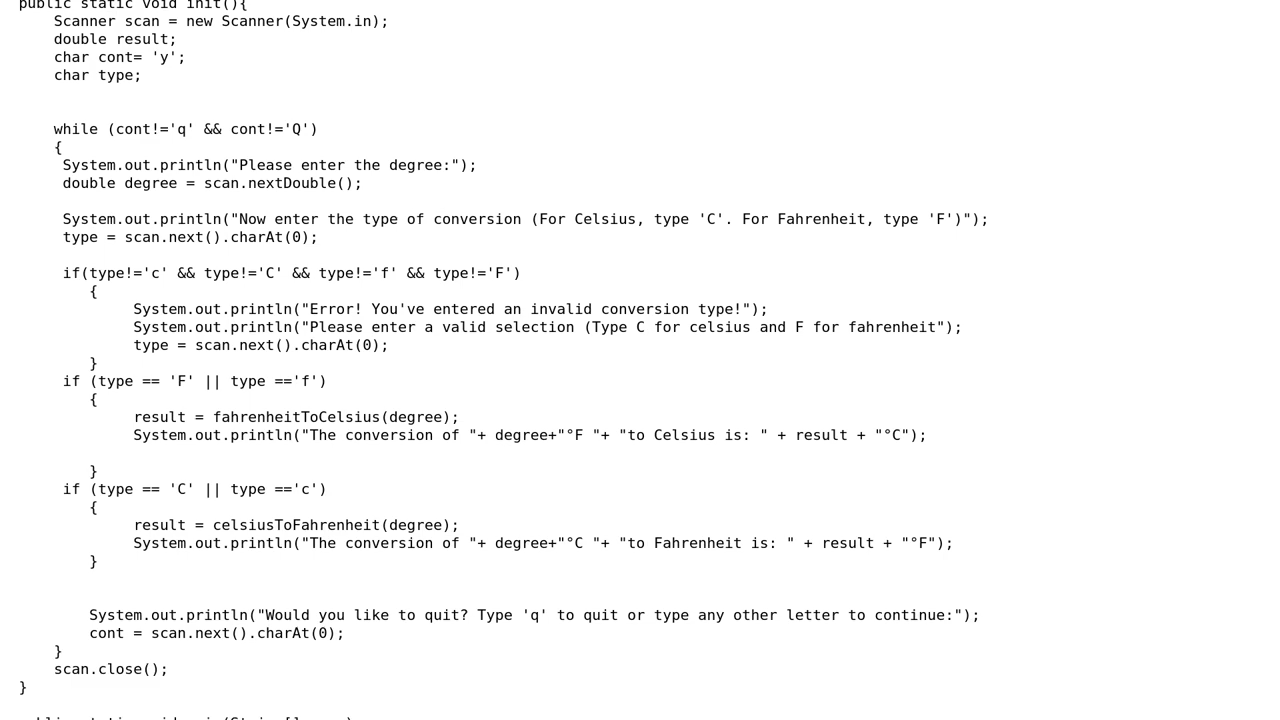 public static void init(){
Scanner scan = new Scanner(System.in);
double result;
char cont= 'y';
char type;
while (cont!='q' && cont!='Q')
{
System.out.println("Please enter the degree:");
double degree = scan.nextDouble();
System.out.println("Now enter the type of conversion (For Celsius, type 'C'. For Fahrenheit, type 'F')");
type = scan.next().charAt(0);
if(type!='c' && type!='C' && type!='f' && type!='F')
{
System.out.println("Error! You've entered an invalid conversion type!");
System.out.println("Please enter a valid selection (Type C for celsius and F for fahrenheit");
type = scan.next().charAt(0);
}
if (type == 'F' || type =='f')
{
result = fahrenheitToCelsius(degree);
System.out.println("The conversion of "+ degree+"°F "+ "to Celsius is: " + result + "°C");
}
if (type == 'C' || type =='c')
{
result = celsiusToFahrenheit(degree);
System.out.println("The conversion of "+ degree+"°C "+ "to Fahrenheit is: " + result + "°F");
}
System.out.println("Would you like to quit? Type 'q' to quit or type any other letter to continue:");
cont = scan.next().charAt(0);
}
scan.close();
}